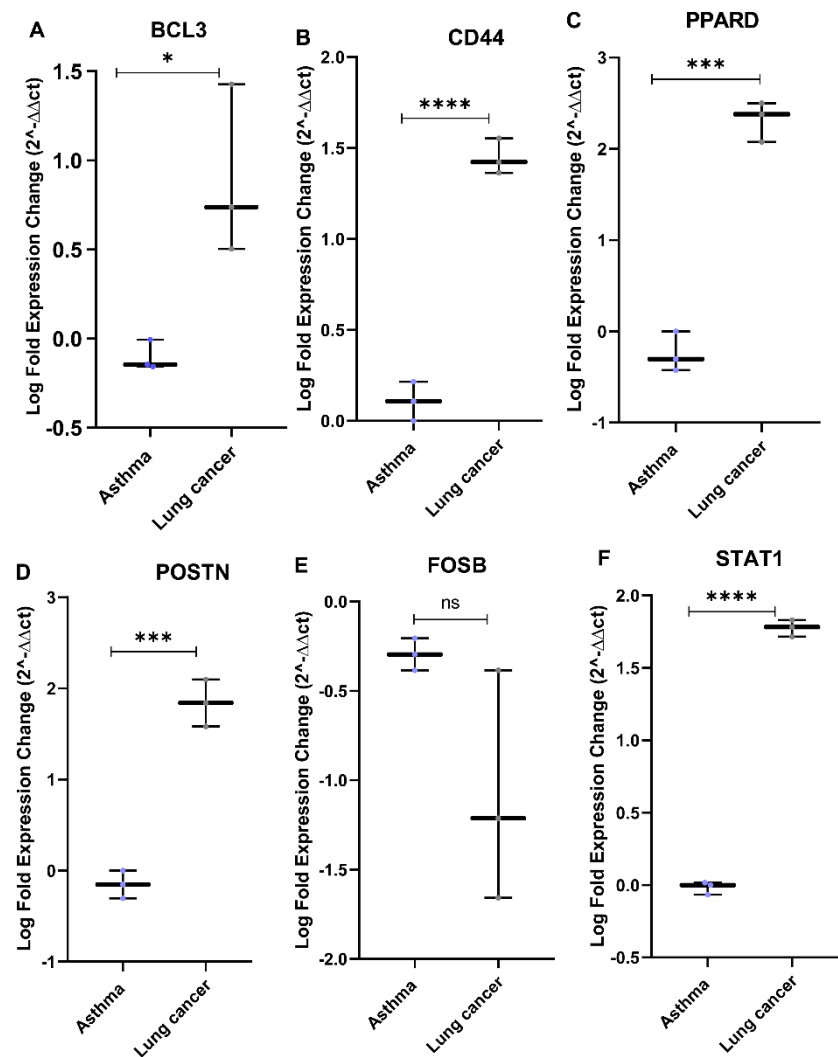 A
BCL3
*
Log Fold Expression Change (2^-ΔΔct)
1.5
1.0
0.5
0.0
-0.5
Asthma
Lung cancer
B
CD44
****
Log Fold Expression Change (2^-ΔΔct)
2.0
1.5
1.0
0.5
0.0
Asthma
Lung cancer
C
PPARD
***
Log Fold Expression Change (2^-ΔΔct)
3
2
1
0
-1
Asthma
Lung cancer
D
POSTN
***
Log Fold Expression Change (2^-ΔΔct)
3
2
1
0
-1
Asthma
Lung cancer
E
FOSB
ns
Log Fold Expression Change (2^-ΔΔct)
0.0
-0.5
-1.0
-1.5
-2.0
Asthma
Lung cancer
F
STAT1
****
Log Fold Expression Change (2^-ΔΔct)
2.0
1.5
1.0
0.5
0.0
-0.5
Asthma
Lung cancer